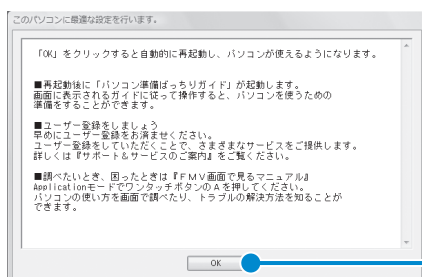 このパソコンに最適な設定を行います。
「OK」をクリックすると自動的に再起動し、パソコンが使えるようになります。
■再起動後に「パソコン準備ばっちりガイド」が起動します。
画面に表示されるガイドに従って操作すると、パソコンを使うための
準備をすることができます。
■ユーザー登録をしましょう
早めにユーザー登録をお済ませください。
ユーザー登録をしていただくことで、さまざまなサービスをご提供します。
詳しくは『サポート＆サービスのご案内』をご覧ください。
■調べたいとき、困ったときは『ＦＭＶ画面で見るマニュアル』
ApplicationモードでワンタッチボタンのＡを押してください。
パソコンの使い方を画面で調べたり、トラブルの解決方法を知ることが
できます。
OK